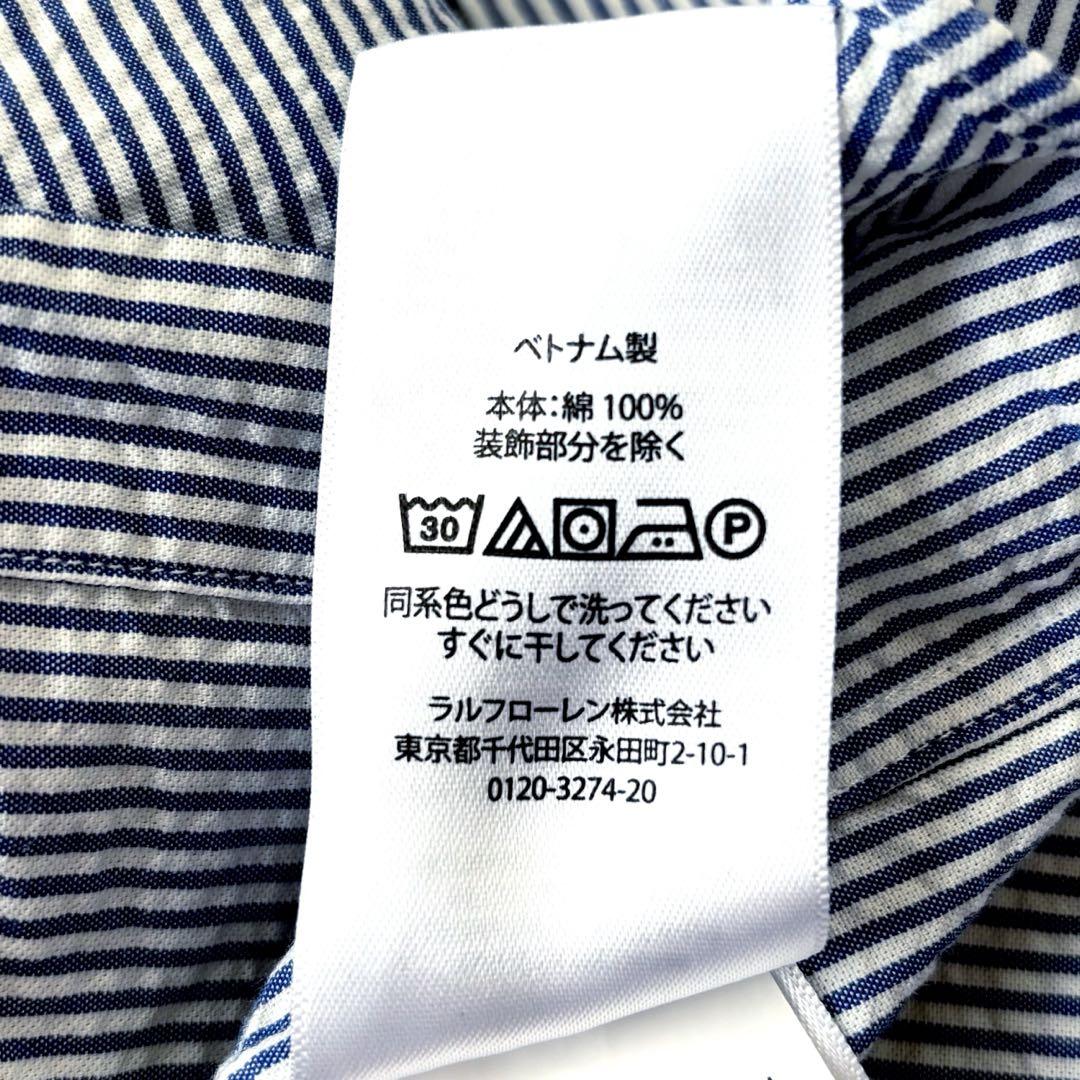 ベトナム製
本体:綿 100%
装飾部分を除く
30 P
同系色どうしで洗ってください
すぐに干してください
ラルフローレン株式会社
東京都千代田区永田町2-10-1
0120-3274-20